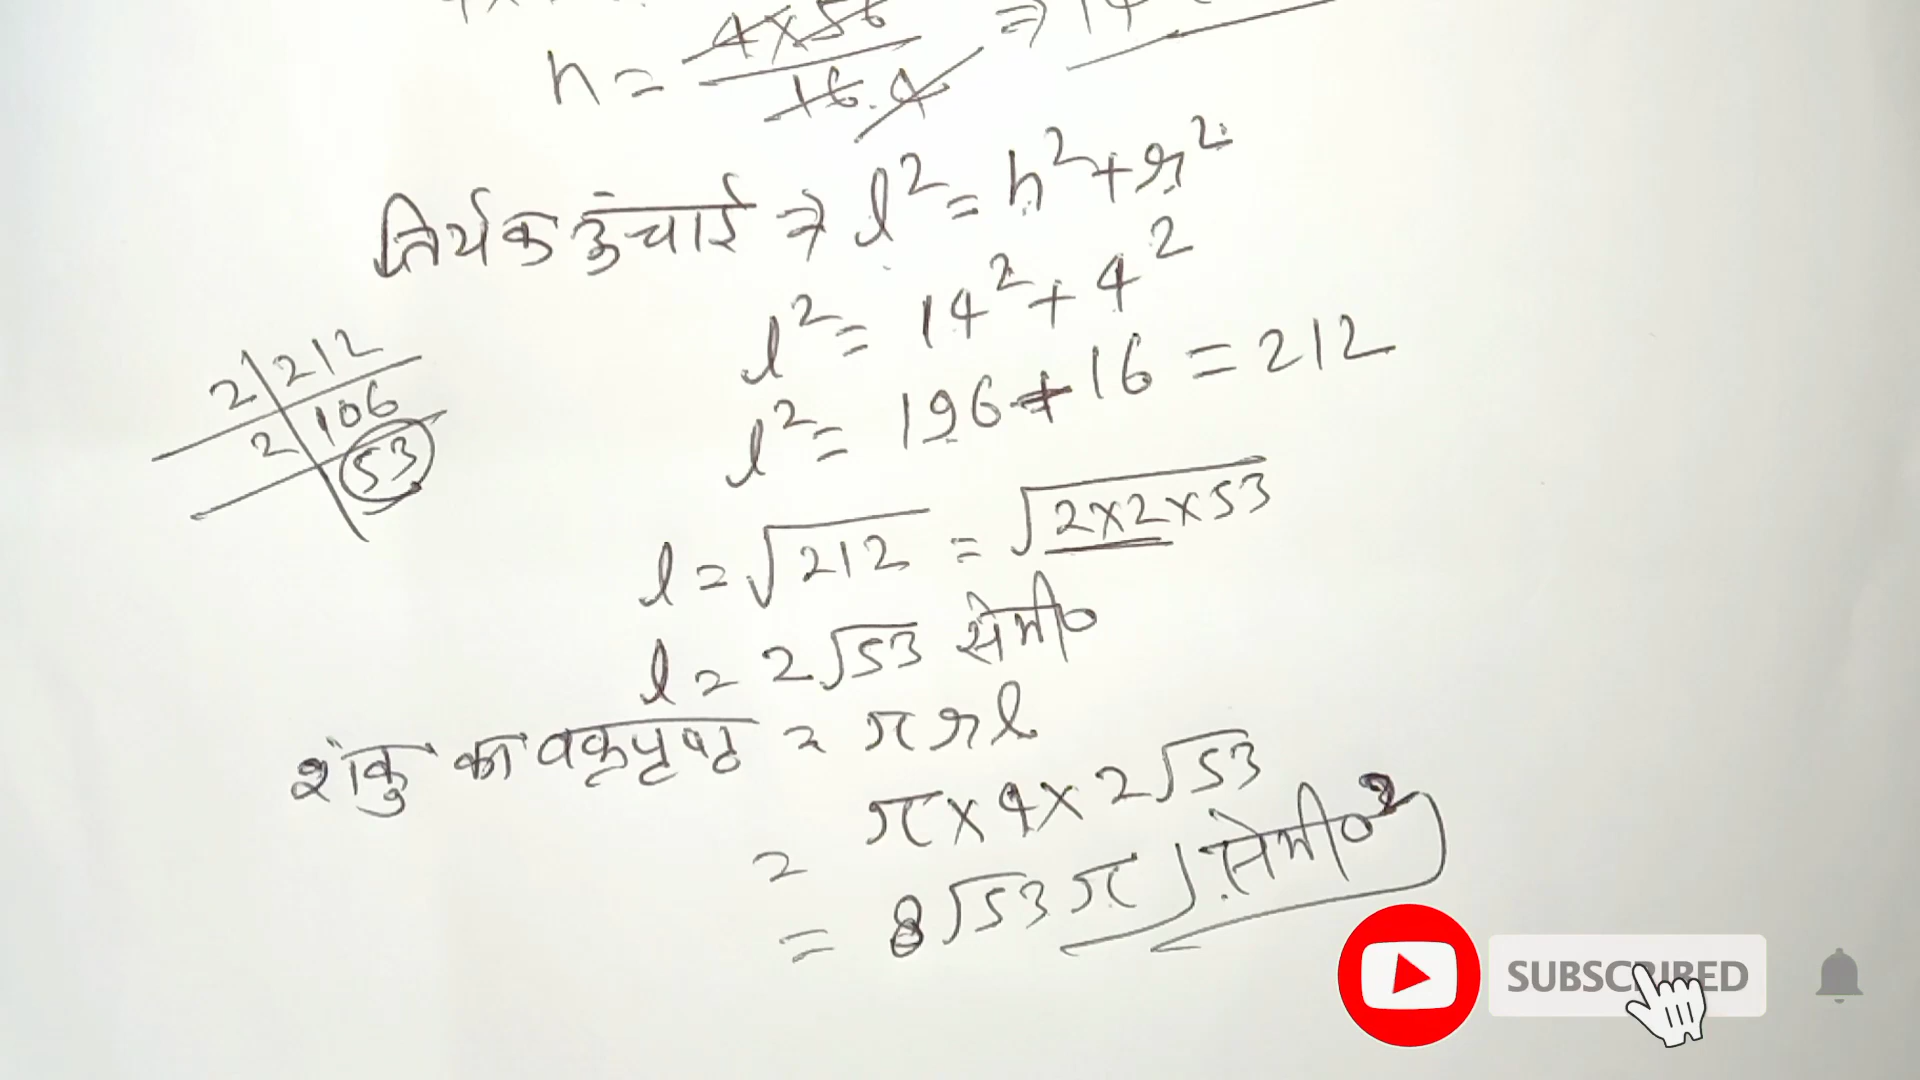 h = 4×56 / 16.4 ⇒ 14
तिर्यक ऊंचाई ⇒ l² = h² + r²
l² = 14² + 4²
l² = 196 + 16 = 212
2 | 212
2 | 106
53
l = √212 = √2×2×53
l = 2√53 सेमी०
शंकु का वक्रपृष्ठ = π r l
= π × 4 × 2√53
= 8√53 π सेमी०²
SUBSCRIBED